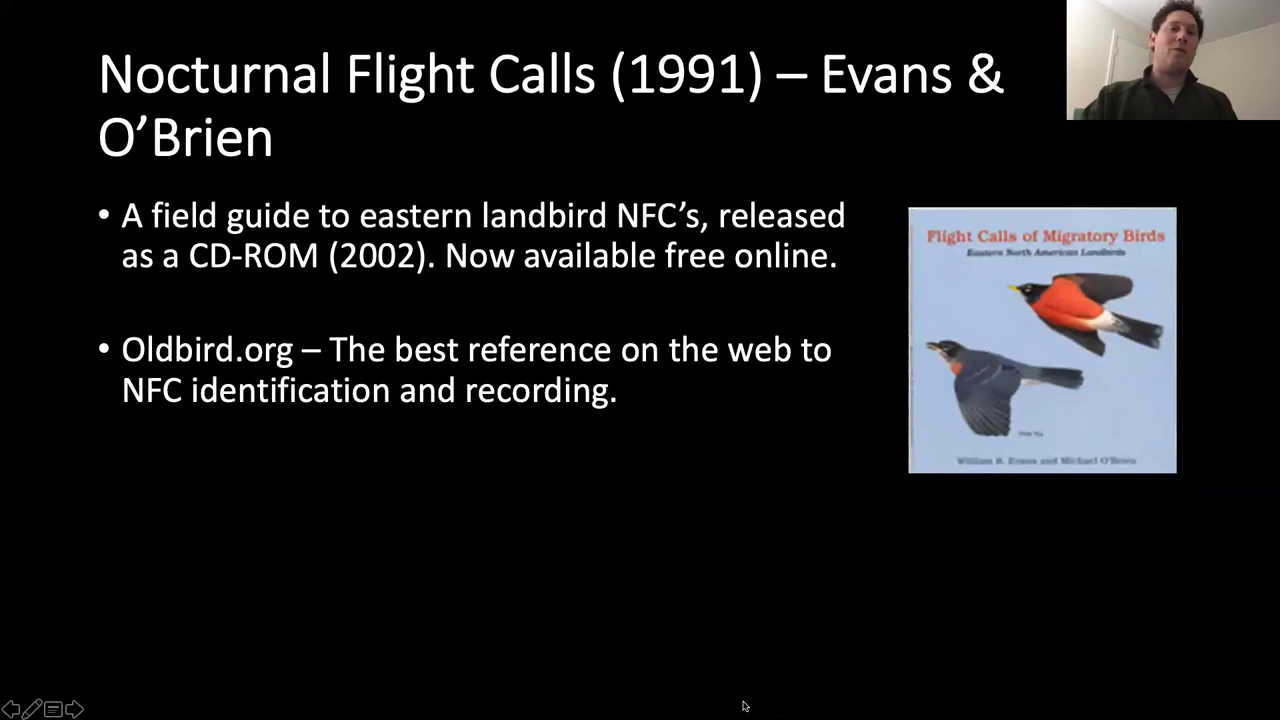 Nocturnal Flight Calls (1991) – Evans &
O’Brien
• A field guide to eastern landbird NFC’s, released
as a CD-ROM (2002). Now available free online.
• Oldbird.org – The best reference on the web to
NFC identification and recording.
Flight Calls of Migratory Birds
Eastern North American Landbirds
William R. Evans and Michael O'Brien